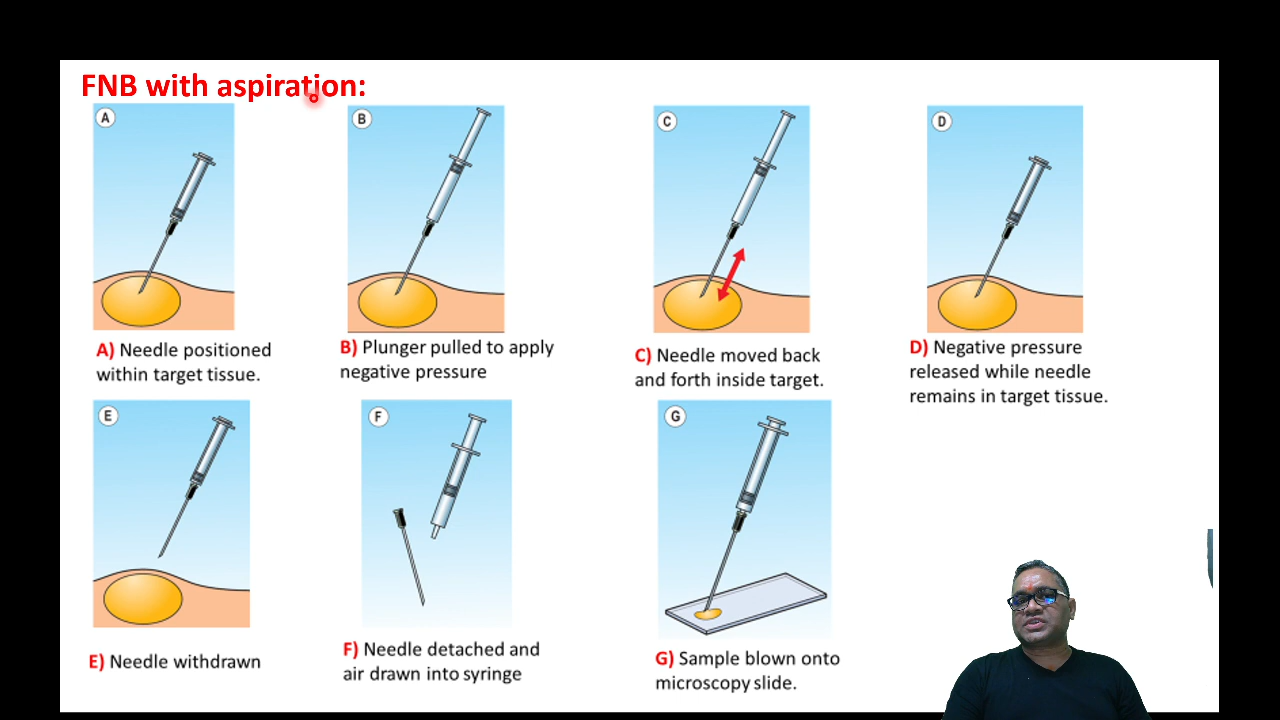 FNB with aspiration:
A
B
C
D
A) Needle positioned
within target tissue.
B) Plunger pulled to apply
negative pressure
C) Needle moved back
and forth inside target.
D) Negative pressure
released while needle
remains in target tissue.
E
F
G
E) Needle withdrawn
F) Needle detached and
air drawn into syringe
G) Sample blown onto
microscopy slide.